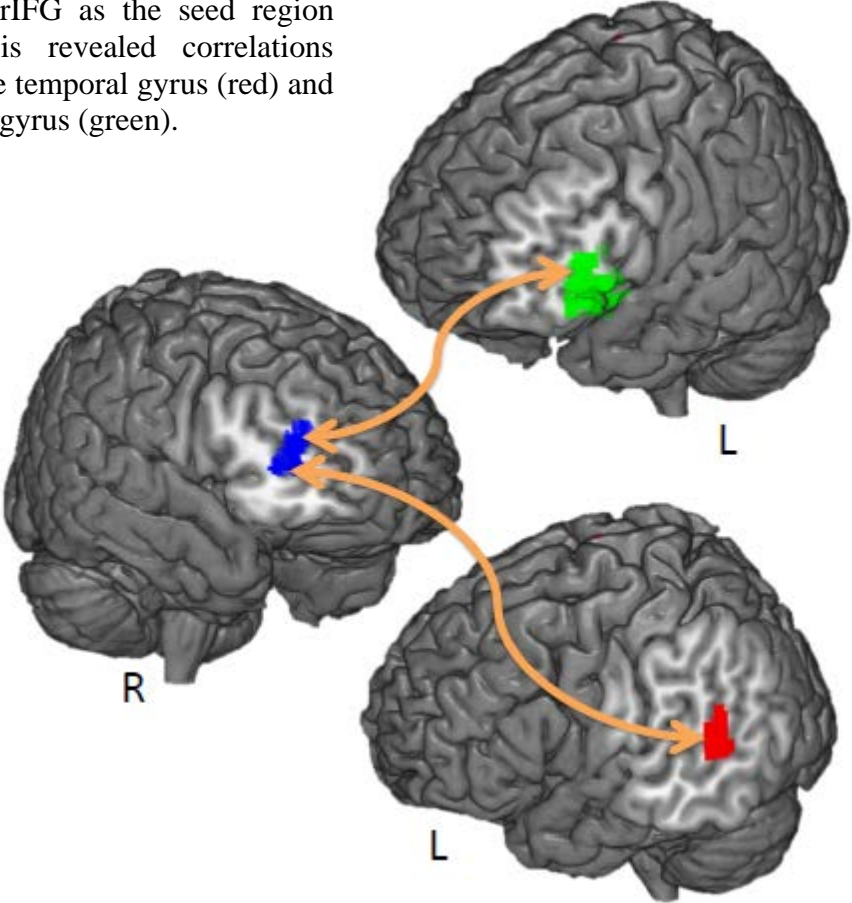 rIFG as the seed region
is revealed correlations
temporal gyrus (red) and
gyrus (green).
L
R
L